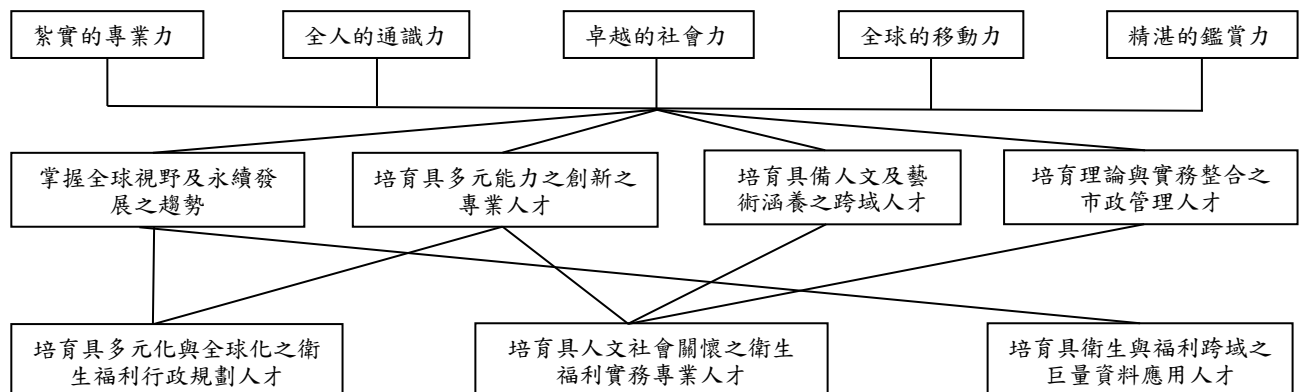 紮實的專業力
全人的通識力
卓越的社會力
全球的移動力
精湛的鑑賞力
掌握全球視野及永續發
展之趨勢
培育具多元能力之創新之
專業人才
培育具備人文及藝
術涵養之跨域人才
培育理論與實務整合之
市政管理人才
培育具多元化與全球化之衛
生福利行政規劃人才
培育具人文社會關懷之衛生
福利實務專業人才
培育具衛生與福利跨域之
巨量資料應用人才